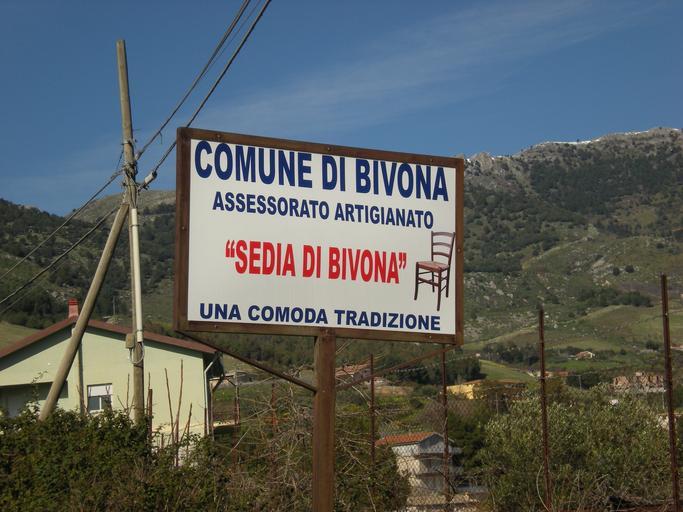 COMUNE DI BIVONA
ASSESSORATO ARTIGIANATO
“SEDIA DI BIVONA”
UNA COMODA TRADIZIONE